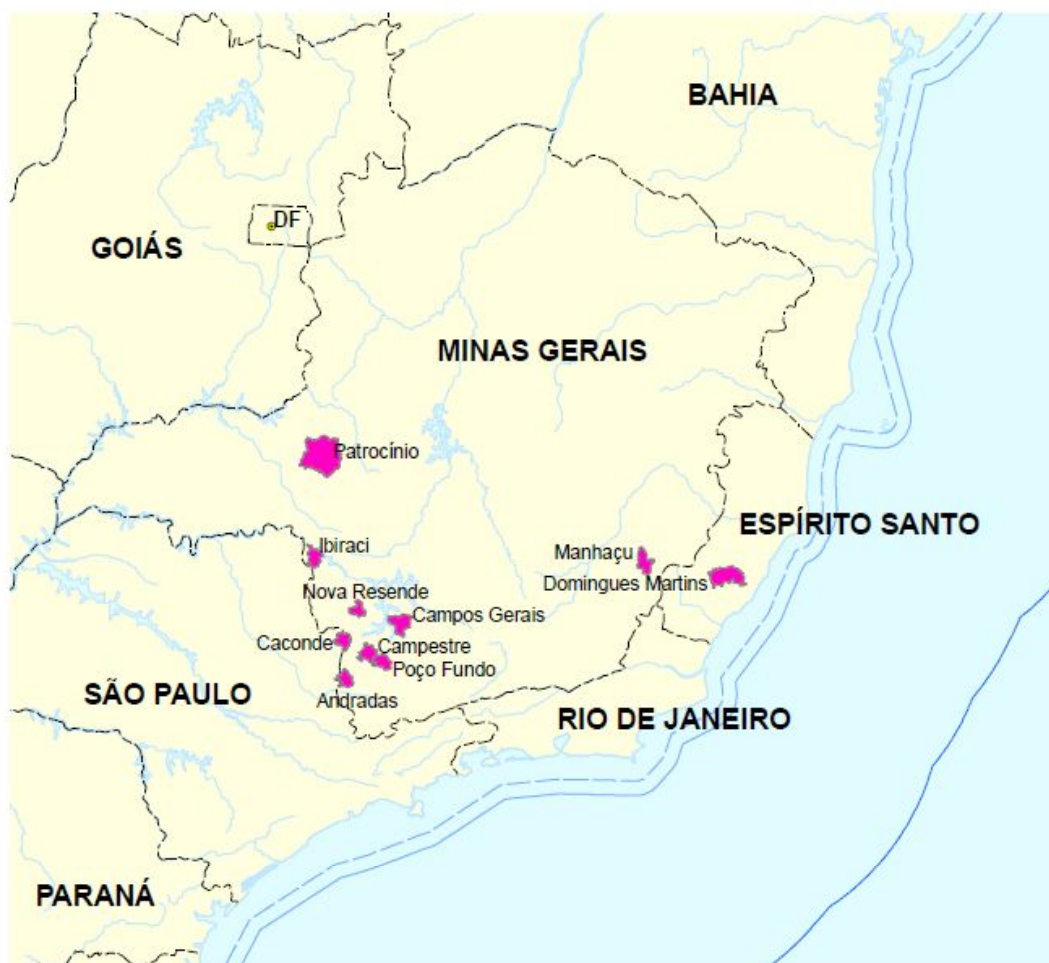 BAHIA
DF
GOIÁS
MINAS GERAIS
Patrocínio
ESPÍRITO SANTO
Ibiraci
Manhaçu
Domingues Martins
Nova Resende
Campos Gerais
Caconde
Campestre
Poço Fundo
SÃO PAULO
Andradas
RIO DE JANEIRO
PARANÁ